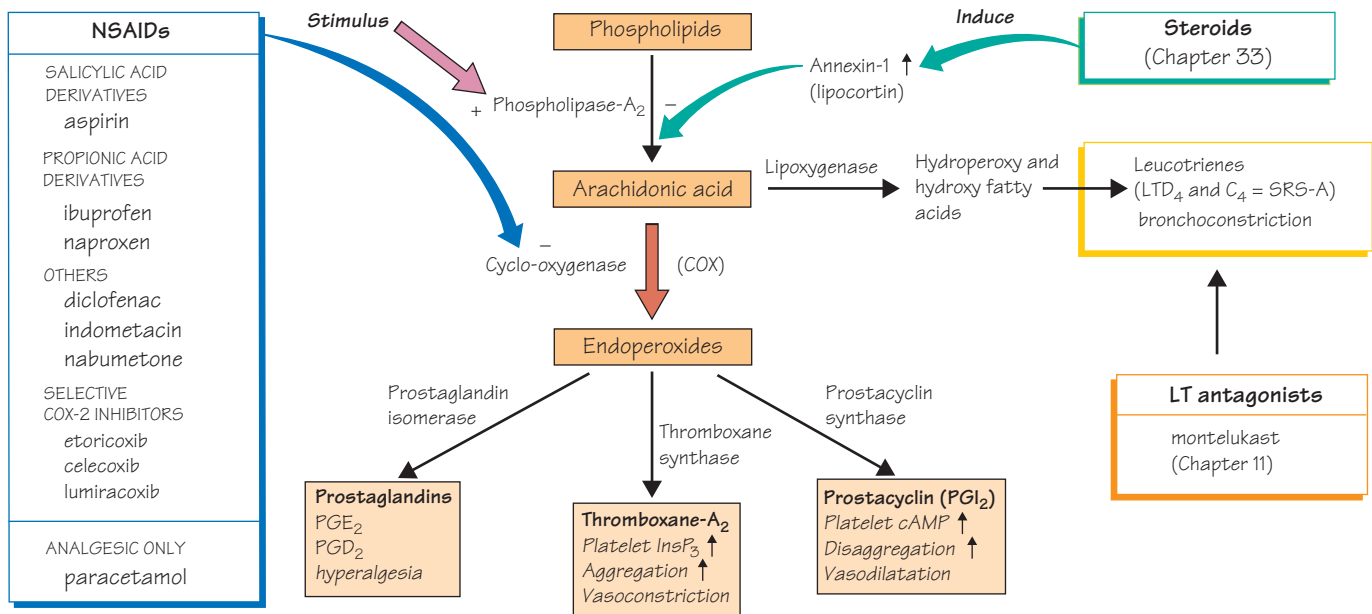 NSAIDs
SALICYLIC ACID
DERIVATIVES
aspirin
PROPIONIC ACID
DERIVATIVES
ibuprofen
naproxen
OTHERS
diclofenac
indometacin
nabumetone
SELECTIVE
COX-2 INHIBITORS
etoricoxib
celecoxib
lumiracoxib
ANALGESIC ONLY
paracetamol
Stimulus
Phospholipids
Induce
Steroids
(Chapter 33)
Annexin-1 ↑
(lipocortin)
+ Phospholipase-A₂ –
Arachidonic acid
Lipoxygenase
Hydroperoxy and
hydroxy fatty
acids
Leucotrienes
(LTD₄ and C₄ = SRS-A)
bronchoconstriction
–
Cyclo-oxygenase (COX)
Endoperoxides
LT antagonists
montelukast
(Chapter 11)
Prostaglandin
isomerase
Thromboxane
synthase
Prostacyclin
synthase
Prostaglandins
PGE₂
PGD₂
hyperalgesia
Thromboxane-A₂
Platelet InsP₃ ↑
Aggregation ↑
Vasoconstriction
Prostacyclin (PGI₂)
Platelet cAMP ↑
Disaggregation ↑
Vasodilatation